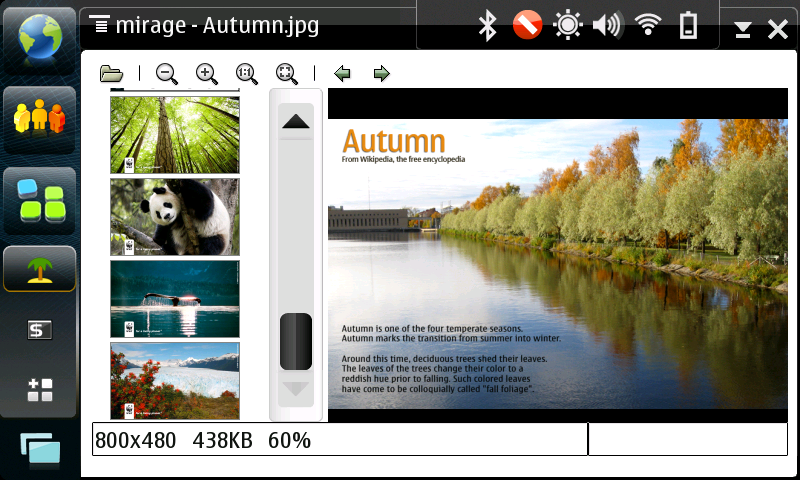 mirage - Autumn.jpg
1:1
Autumn
From Wikipedia, the free encyclopedia
Autumn is one of the four temperate seasons.
Autumn marks the transition from summer into winter.
Around this time, deciduous trees shed their leaves.
The leaves of the trees change their color to a
reddish hue prior to falling. Such colored leaves
have come to be colloquially called "fall foliage".
$
800x480 438KB 60%